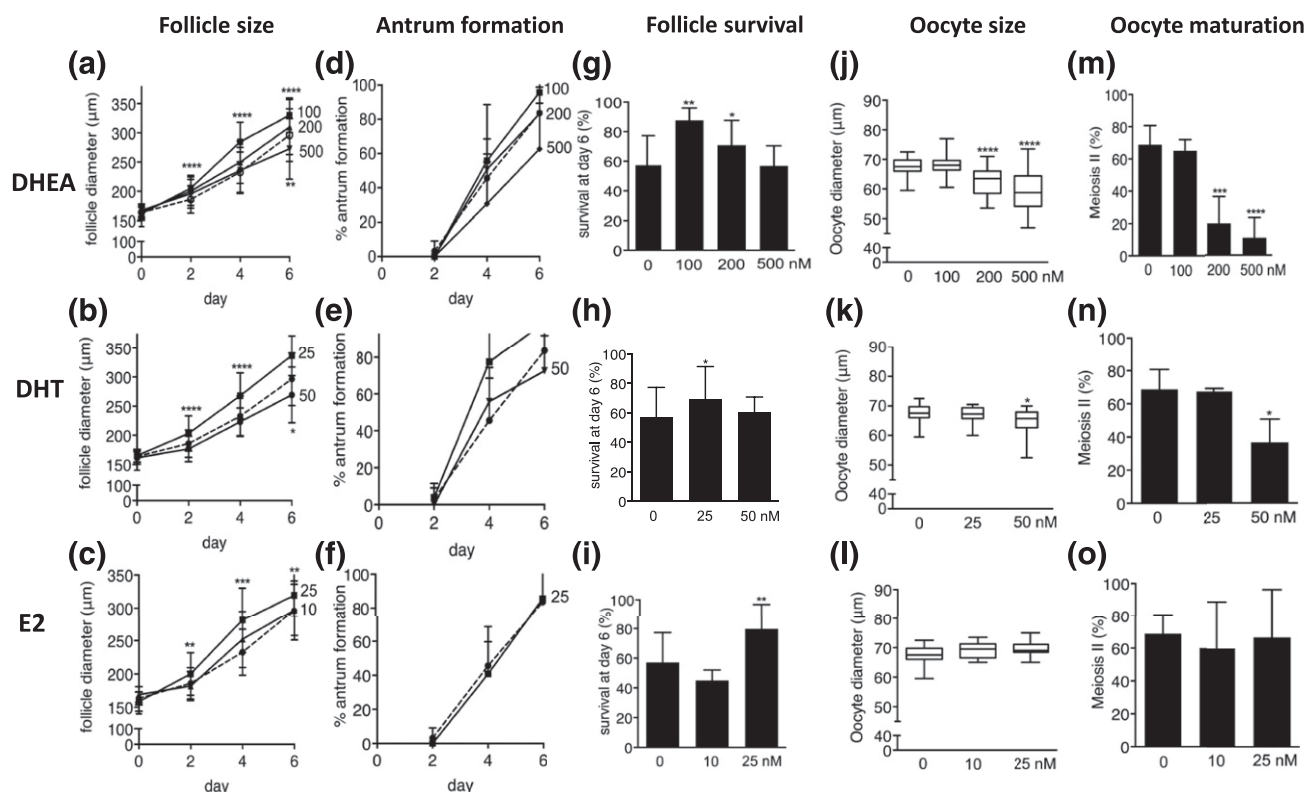 Follicle size Antrum formation Follicle survival Oocyte size Oocyte maturation
(a) (d) (g) (j) (m)
DHEA
follicle diameter (µm)
350
300
250
200
150
100
0
**** **** ****
100
200
500
**
0 2 4 6
day
% antrum formation
100
80
60
40
20
0
100
200
500
0 2 4 6
day
survival at day 6 (%)
100
80
60
40
20
0
** *
0 100 200 500 nM
Oocyte diameter (µm)
90
80
70
60
50
40
0
**** ****
0 100 200 500 nM
Meiosis II (%)
100
80
60
40
20
0
*** ****
0 100 200 500 nM
(b) (e) (h) (k) (n)
DHT
follicle diameter (µm)
350
300
250
200
150
100
0
**** ****
25
50
*
0 2 4 6
day
% antrum formation
80
60
40
20
0
50
0 2 4 6
day
survival at day 6 (%)
100
80
60
40
20
0
*
0 25 50 nM
Oocyte diameter (µm)
90
80
70
60
50
40
0
*
0 25 50 nM
Meiosis II (%)
100
80
60
40
20
0
*
0 25 50 nM
(c) (f) (i) (l) (o)
E2
follicle diameter (µm)
350
300
250
200
150
100
0
** *** **
25
10
0 2 4 6
day
% antrum formation
100
80
60
40
20
0
25
0 2 4 6
day
survival at day 6 (%)
100
80
60
40
20
0
**
0 10 25 nM
Oocyte diameter (µm)
90
80
70
60
50
40
0
0 10 25 nM
Meiosis II (%)
100
80
60
40
20
0
0 10 25 nM